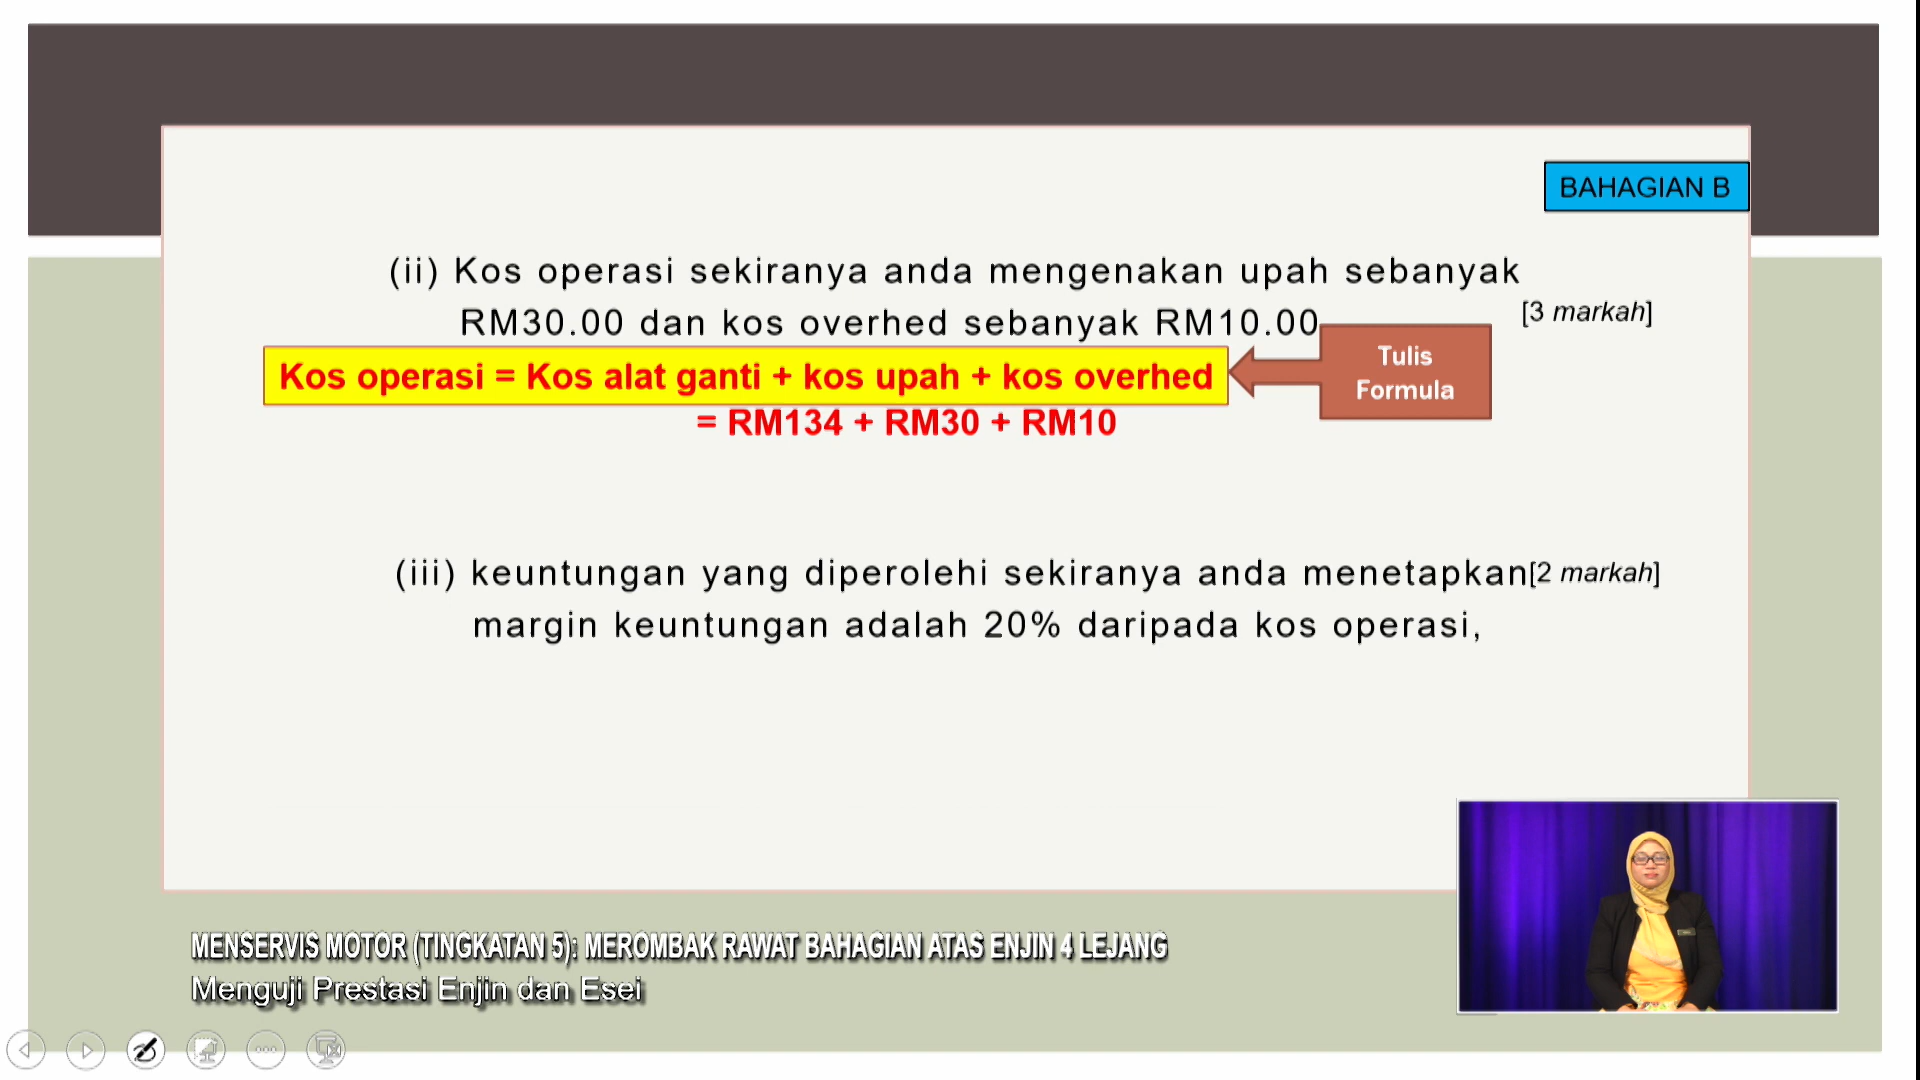 BAHAGIAN B
(ii) Kos operasi sekiranya anda mengenakan upah sebanyak
RM30.00 dan kos overhed sebanyak RM10.00
[3 markah]
Kos operasi = Kos alat ganti + kos upah + kos overhed
Tulis
Formula
= RM134 + RM30 + RM10
(iii) keuntungan yang diperolehi sekiranya anda menetapkan[2 markah]
margin keuntungan adalah 20% daripada kos operasi,
MENSERVIS MOTOR (TINGKATAN 5): MEROMBAK RAWAT BAHAGIAN ATAS ENJIN 4 LEJANG
Menguji Prestasi Enjin dan Esei